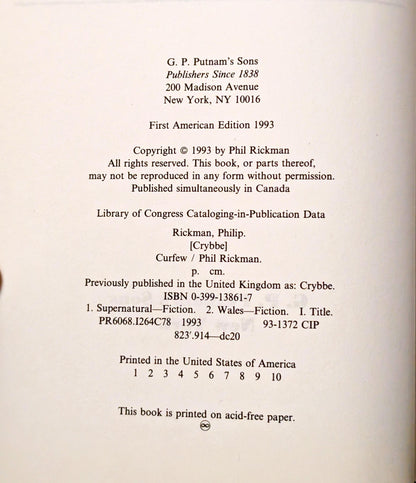 G. P. Putnam's Sons
Publishers Since 1838
200 Madison Avenue
New York, NY 10016
First American Edition 1993
Copyright © 1993 by Phil Rickman
All rights reserved. This book, or parts thereof,
may not be reproduced in any form without permission.
Published simultaneously in Canada
Library of Congress Cataloging-in-Publication Data
Rickman, Philip.
[Crybbe]
Curfew / Phil Rickman.
p. cm.
Previously published in the United Kingdom as: Crybbe.
ISBN 0-399-13861-7
1. Supernatural—Fiction. 2. Wales—Fiction. I. Title.
PR6068.I264C78 1993 93-1372 CIP
823'.914—dc20
Printed in the United States of America
1 2 3 4 5 6 7 8 9 10
This book is printed on acid-free paper.
♾